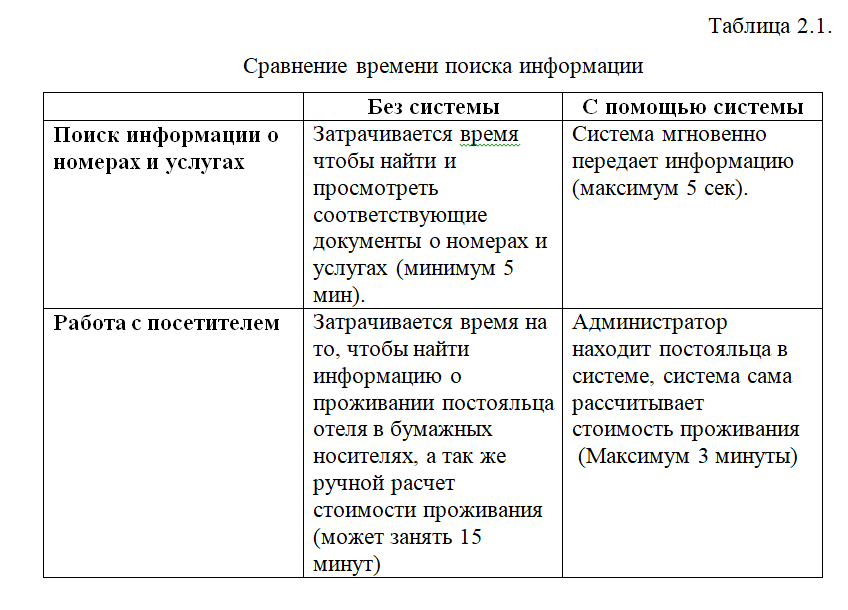 Таблица 2.1.
Сравнение времени поиска информации
Без системы
С помощью системы
Поиск информации о
номерах и услугах
Затрачивается время
чтобы найти и
просмотреть
соответствующие
документы о номерах и
услугах (минимум 5
мин).
Система мгновенно
передает информацию
(максимум 5 сек).
Работа с посетителем
Затрачивается время на
то, чтобы найти
информацию о
проживании постояльца
отеля в бумажных
носителях, а так же
ручной расчет
стоимости проживания
(может занять 15
минут)
Администратор
находит постояльца в
системе, система сама
рассчитывает
стоимость проживания
(Максимум 3 минуты)